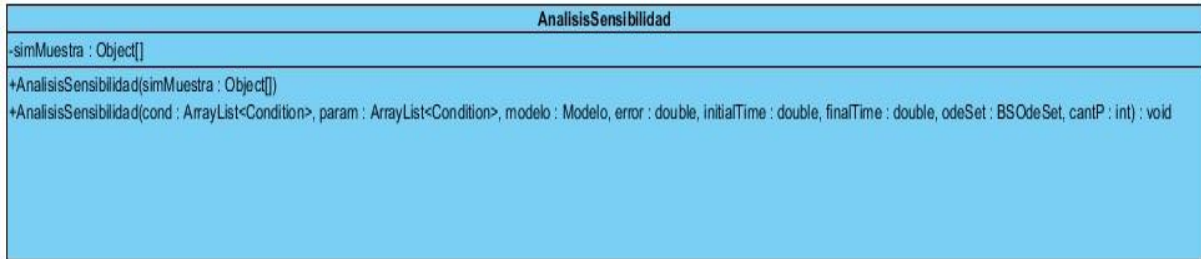 AnalisisSensibilidad
-simMuestra : Object[]
+AnalisisSensibilidad(simMuestra : Object[])
+AnalisisSensibilidad(cond : ArrayList<Condition>, param : ArrayList<Condition>, modelo : Modelo, error : double, initialTime : double, finalTime : double, odeSet : BSOdeSet, cantP : int) : void